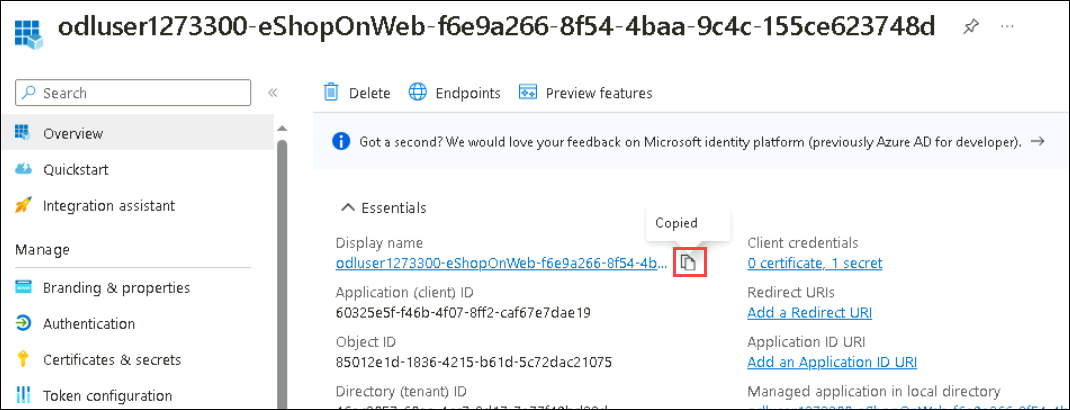 odluser1273300-eShopOnWeb-f6e9a266-8f54-4baa-9c4c-155ce623748d
Search
Overview
Quickstart
Integration assistant
Manage
Branding & properties
Authentication
Certificates & secrets
Token configuration
Delete
Endpoints
Preview features
Got a second? We would love your feedback on Microsoft identity platform (previously Azure AD for developer).
Essentials
Copied
Display name
odluser1273300-eShopOnWeb-f6e9a266-8f54-4b...
Application (client) ID
60325e5f-f46b-4f07-8ff2-caf67e7dae19
Object ID
85012e1d-1836-4215-b61d-5c72dac21075
Directory (tenant) ID
Client credentials
0 certificate, 1 secret
Redirect URIs
Add a Redirect URI
Application ID URI
Add an Application ID URI
Managed application in local directory